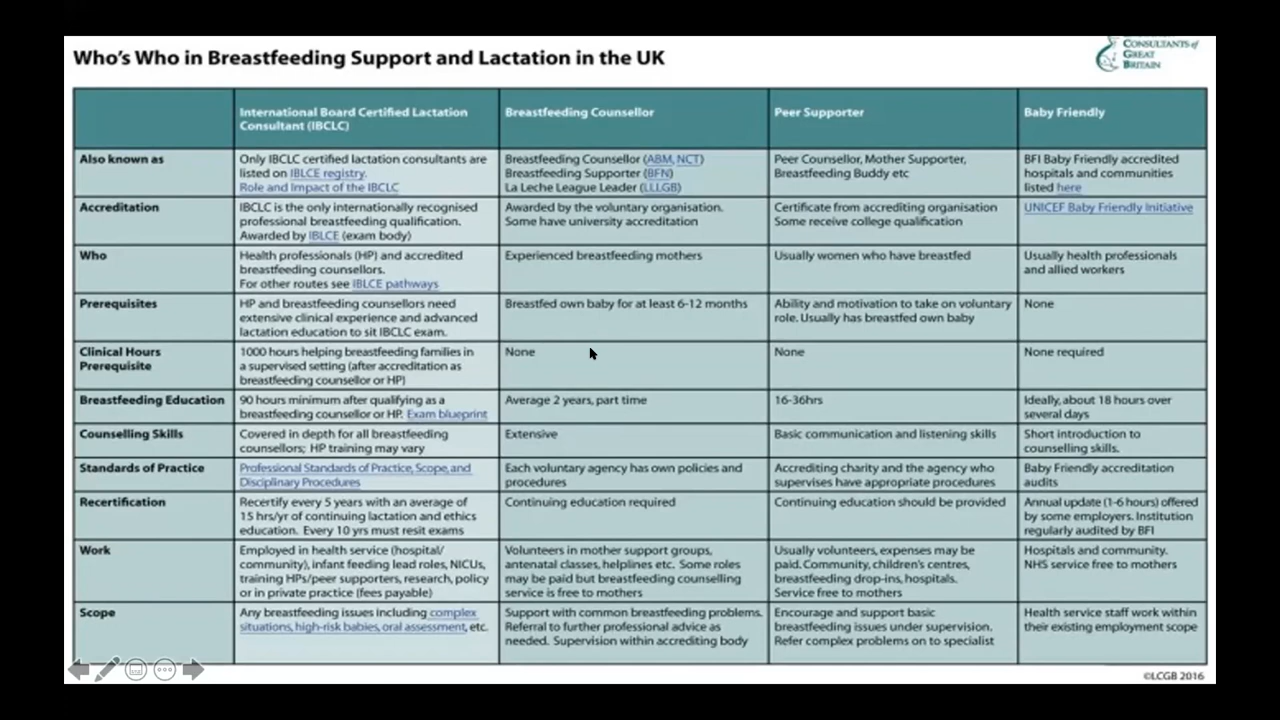 Who's Who in Breastfeeding Support and Lactation in the UK
CONSULTANTS of
GREAT
BRITAIN
International Board Certified Lactation
Consultant (IBCLC)
Breastfeeding Counsellor
Peer Supporter
Baby Friendly
Also known as
Only IBCLC certified lactation consultants are
listed on IBLCE registry.
Role and Impact of the IBCLC
Breastfeeding Counsellor (ABM, NCT)
Breastfeeding Supporter (BFN)
La Leche League Leader (LLLGB)
Peer Counsellor, Mother Supporter,
Breastfeeding Buddy etc
BFI Baby Friendly accredited
hospitals and communities
listed here
Accreditation
IBCLC is the only internationally recognised
professional breastfeeding qualification.
Awarded by IBLCE (exam body)
Awarded by the voluntary organisation.
Some have university accreditation
Certificate from accrediting organisation
Some receive college qualification
UNICEF Baby Friendly Initiative
Who
Health professionals (HP) and accredited
breastfeeding counsellors.
For other routes see IBLCE pathways
Experienced breastfeeding mothers
Usually women who have breastfed
Usually health professionals
and allied workers
Prerequisites
HP and breastfeeding counsellors need
extensive clinical experience and advanced
lactation education to sit IBCLC exam.
Breastfed own baby for at least 6-12 months
Ability and motivation to take on voluntary
role. Usually has breastfed own baby
None
Clinical Hours
Prerequisite
1000 hours helping breastfeeding families in
a supervised setting (after accreditation as
breastfeeding counsellor or HP)
None
None
None required
Breastfeeding Education
90 hours minimum after qualifying as a
breastfeeding counsellor or HP. Exam blueprint
Average 2 years, part time
16-36hrs
Ideally, about 18 hours over
several days
Counselling Skills
Covered in depth for all breastfeeding
counsellors; HP training may vary
Extensive
Basic communication and listening skills
Short introduction to
counselling skills.
Standards of Practice
Professional Standards of Practice, Scope, and
Disciplinary Procedures
Each voluntary agency has own policies and
procedures
Accrediting charity and the agency who
supervises have appropriate procedures
Baby Friendly accreditation
audits
Recertification
Recertify every 5 years with an average of
15 hrs/yr of continuing lactation and ethics
education. Every 10 yrs must resit exams
Continuing education required
Continuing education should be provided
Annual update (1-6 hours) offered
by some employers. Institution
regularly audited by BFI
Work
Employed in health service (hospital/
community), infant feeding lead roles, NICUs,
training HPs/peer supporters, research, policy
or in private practice (fees payable)
Volunteers in mother support groups,
antenatal classes, helplines etc. Some roles
may be paid but breastfeeding counselling
service is free to mothers
Usually volunteers, expenses may be
paid. Community, children's centres,
breastfeeding drop-ins, hospitals.
Service free to mothers
Hospitals and community.
NHS service free to mothers
Scope
Any breastfeeding issues including complex
situations, high-risk babies, oral assessment, etc.
Support with common breastfeeding problems.
Referral to further professional advice as
needed. Supervision within accrediting body
Encourage and support basic
breastfeeding issues under supervision.
Refer complex problems on to specialist
Health service staff work within
their existing employment scope
©LCGB 2016